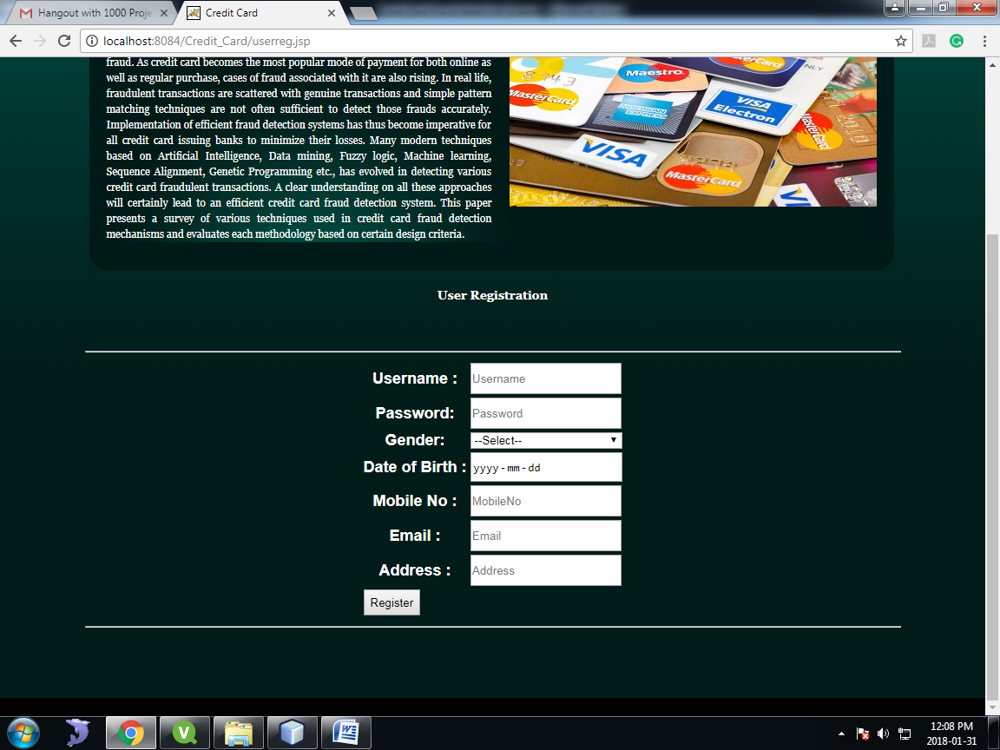 Hangout with 1000 Proje
Credit Card
localhost:8084/Credit_Card/userreg.jsp
fraud. As credit card becomes the most popular mode of payment for both online as
well as regular purchase, cases of fraud associated with it are also rising. In real life,
fraudulent transactions are scattered with genuine transactions and simple pattern
matching techniques are not often sufficient to detect those frauds accurately.
Implementation of efficient fraud detection systems has thus become imperative for
all credit card issuing banks to minimize their losses. Many modern techniques
based on Artificial Intelligence, Data mining, Fuzzy logic, Machine learning,
Sequence Alignment, Genetic Programming etc., has evolved in detecting various
credit card fraudulent transactions. A clear understanding on all these approaches
will certainly lead to an efficient credit card fraud detection system. This paper
presents a survey of various techniques used in credit card fraud detection
mechanisms and evaluates each methodology based on certain design criteria.
8743
Maestro
MasterCard
ONLY
MasterCard
AMERICAN
EXPRESS
VISA
Electron
MasterCard
VISA
MasterCard
VISA
User Registration
Username :
Username
Password:
Password
Gender:
--Select--
Date of Birth :
yyyy-mm-dd
Mobile No :
MobileNo
Email :
Email
Address :
Address
Register
12:08 PM
2018-01-31